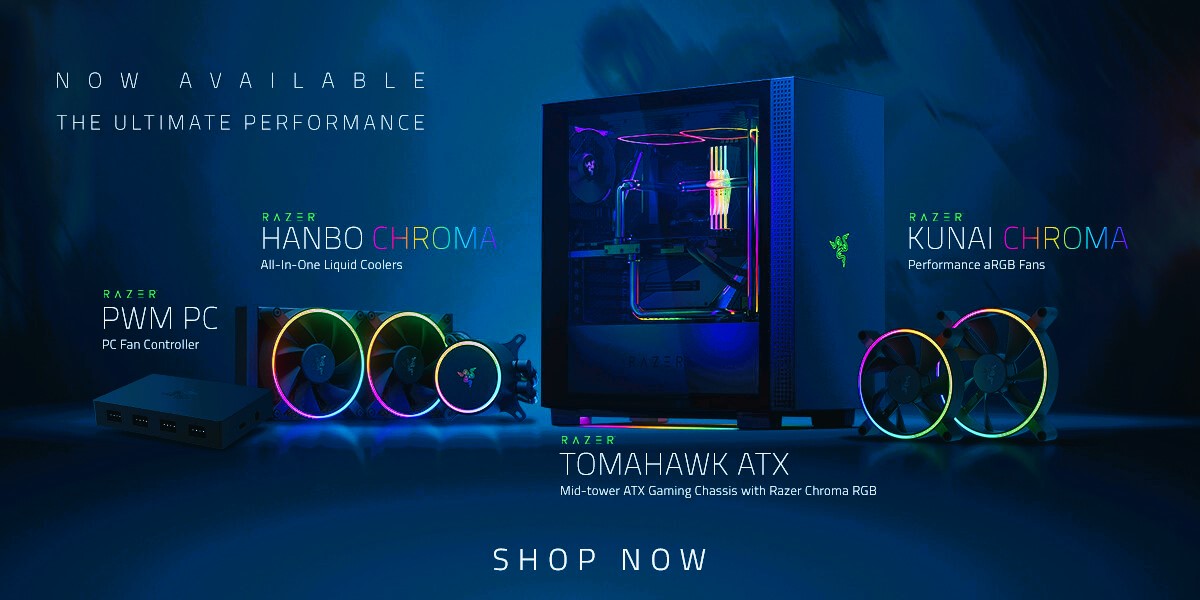 NOW AVAILABLE
THE ULTIMATE PERFORMANCE
RAZER
HANBO CHROMA
All-In-One Liquid Coolers
RAZER
KUNAI CHROMA
Performance aRGB Fans
RAZER
PWM PC
PC Fan Controller
RAZER
RAZER
TOMAHAWK ATX
Mid-tower ATX Gaming Chassis with Razer Chroma RGB
SHOP NOW